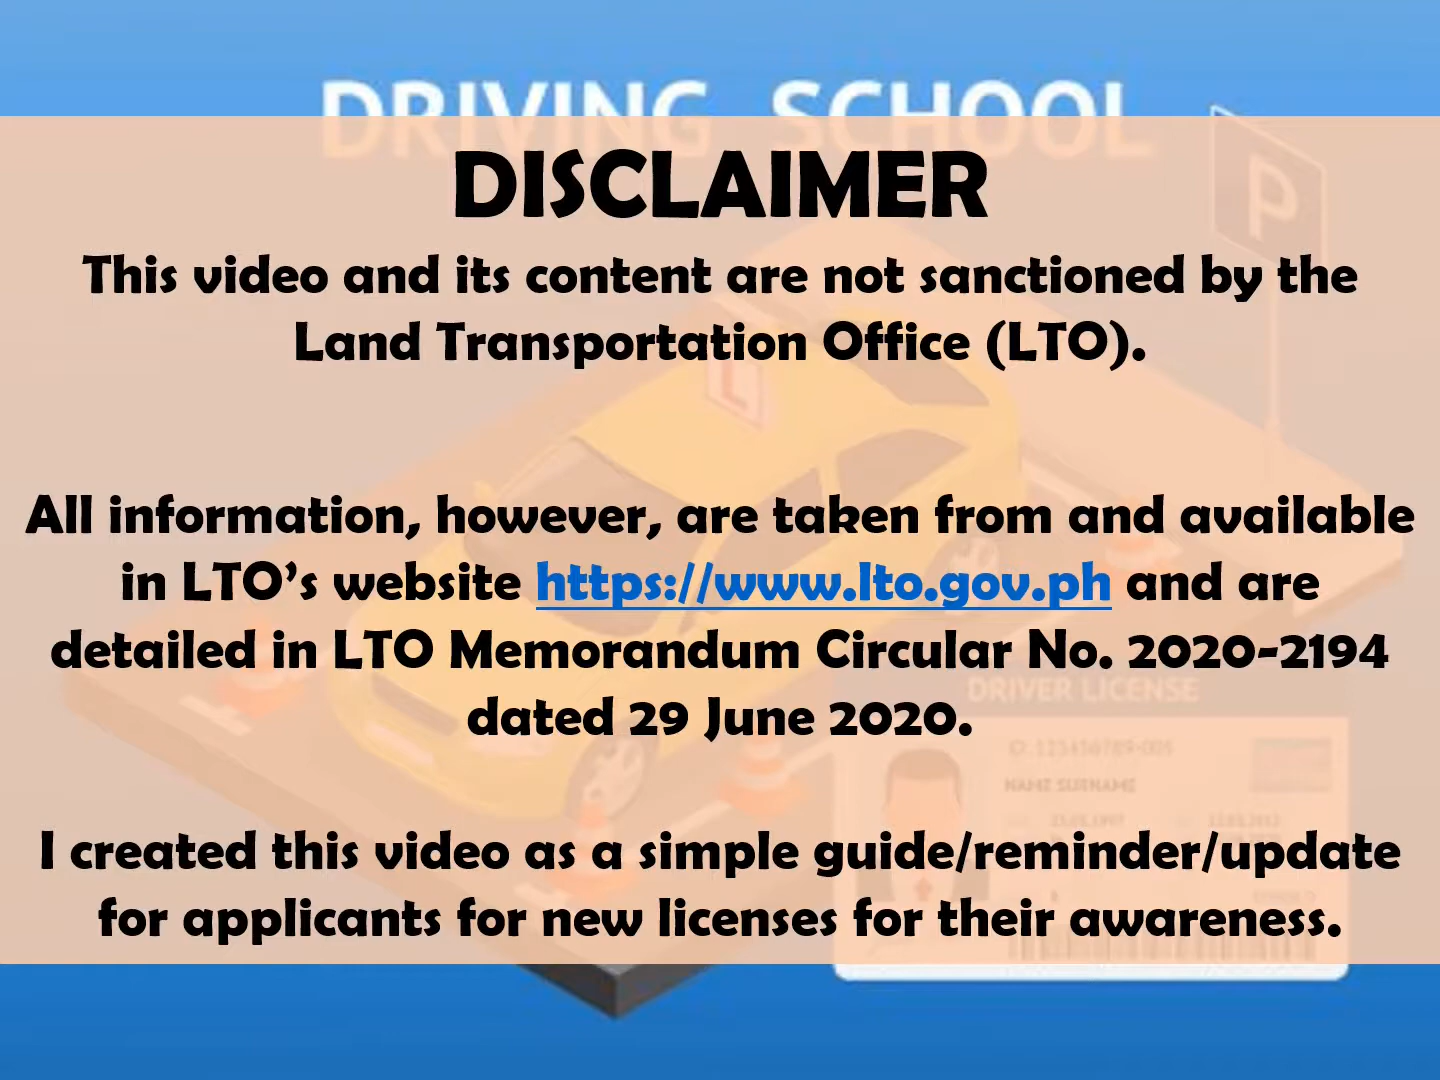 DRIVING SCHOOL
P
DISCLAIMER
This video and its content are not sanctioned by the
Land Transportation Office (LTO).
L
All information, however, are taken from and available
in LTO’s website https://www.lto.gov.ph and are
detailed in LTO Memorandum Circular No. 2020-2194
DRIVER LICENSE
dated 29 June 2020.
NAME SURNAME
I created this video as a simple guide/reminder/update
for applicants for new licenses for their awareness.